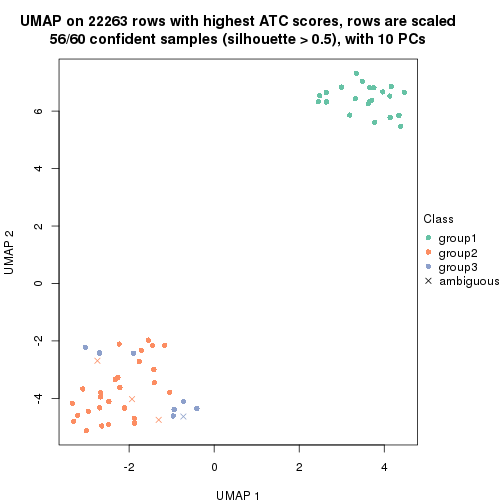 UMAP on 22263 rows with highest ATC scores, rows are scaled
56/60 confident samples (silhouette > 0.5), with 10 PCs
6
4
2
0
-2
-4
UMAP 2
-2
0
2
4
UMAP 1
Class
group1
group2
group3
ambiguous